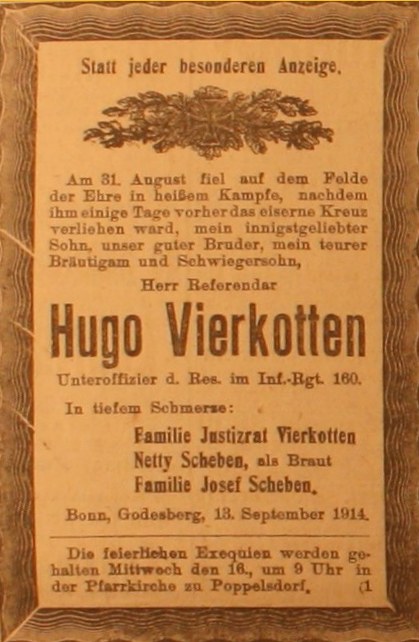 Statt jeder besonderen Anzeige.
Am 31. August fiel auf dem Felde
der Ehre in heißem Kampfe, nachdem
ihm einige Tage vorher das eiserne Kreuz
verliehen ward, mein innigstgeliebter
Sohn, unser guter Bruder, mein teurer
Bräutigam und Schwiegersohn,
Herr Referendar
Hugo Vierkotten
Unteroffizier d. Res. im Inf.-Rgt. 160.
In tiefem Schmerze:
Familie Justizrat Vierkotten
Netty Scheben, als Braut
Familie Josef Scheben.
Bonn, Godesberg, 13. September 1914.
Die feierlichen Exequien werden ge-
halten Mittwoch den 16., um 9 Uhr in
der Pfarrkirche zu Poppelsdorf. (1